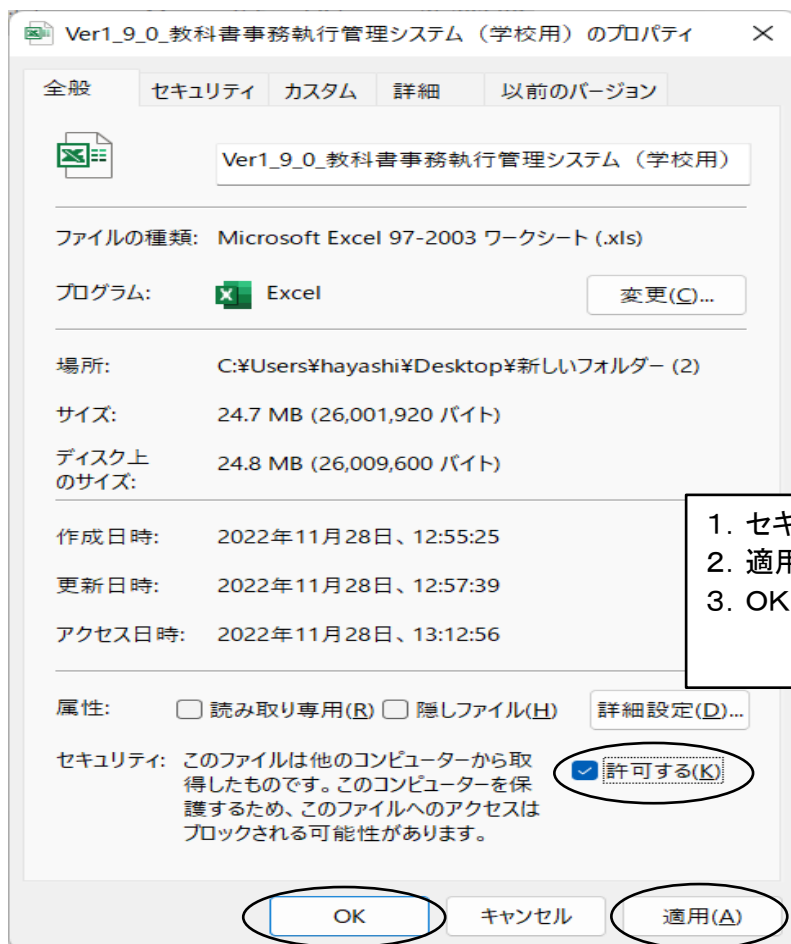 Ver1_9_0_教科書事務執行管理システム（学校用）のプロパティ
全般 セキュリティ カスタム 詳細 以前のバージョン
Ver1_9_0_教科書事務執行管理システム（学校用）
ファイルの種類: Microsoft Excel 97-2003 ワークシート (.xls)
プログラム: Excel 変更(C)...
場所: C:¥Users¥hayashi¥Desktop¥新しいフォルダー (2)
サイズ: 24.7 MB (26,001,920 バイト)
ディスク上
のサイズ: 24.8 MB (26,009,600 バイト)
作成日時: 2022年11月28日、12:55:25
更新日時: 2022年11月28日、12:57:39
アクセス日時: 2022年11月28日、13:12:56
１．セキ
２．適用
３．ＯＫ
属性: 読み取り専用(R) 隠しファイル(H) 詳細設定(D)...
セキュリティ: このファイルは他のコンピューターから取 許可する(K)
得したものです。このコンピューターを保
護するため、このファイルへのアクセスは
ブロックされる可能性があります。
OK キャンセル 適用(A)